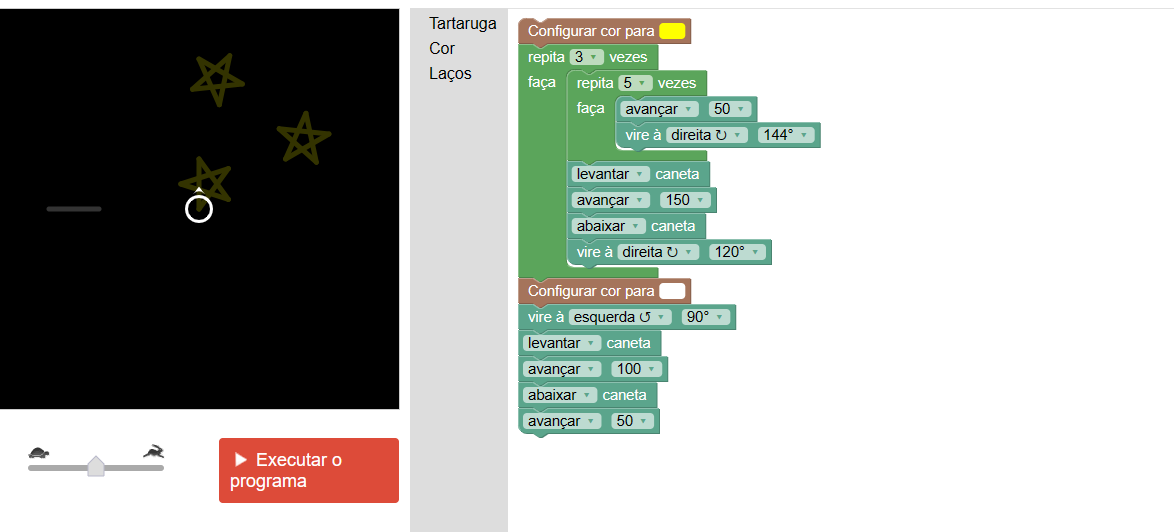 Tartaruga
Cor
Laços
Configurar cor para
repita 3 vezes
faça repita 5 vezes
faça avançar 50
vire à direita ↻ 144°
levantar caneta
avançar 150
abaixar caneta
vire à direita ↻ 120°
Configurar cor para
vire à esquerda ↺ 90°
levantar caneta
avançar 100
abaixar caneta
avançar 50
Executar o
programa